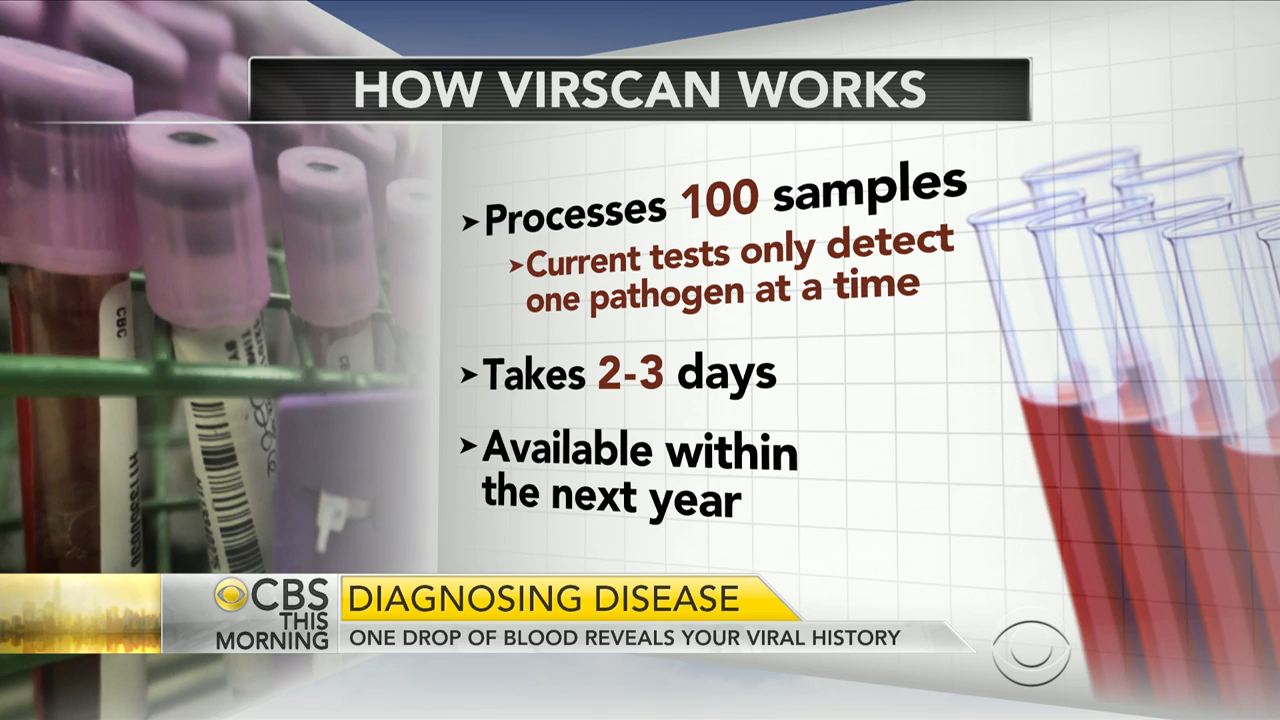 HOW VIRSCAN WORKS
➤Processes 100 samples
➤Current tests only detect
one pathogen at a time
➤Takes 2-3 days
➤Available within
the next year
CBC
CBS
THIS
MORNING
DIAGNOSING DISEASE
ONE DROP OF BLOOD REVEALS YOUR VIRAL HISTORY